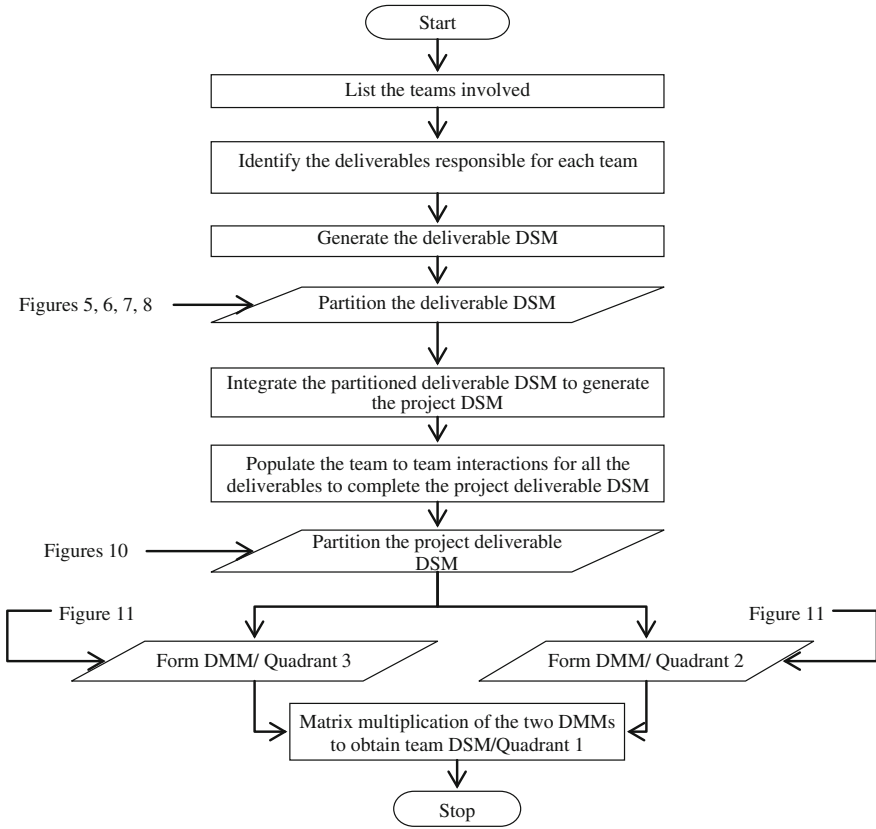 Start
List the teams involved
Identify the deliverables responsible for each team
Generate the deliverable DSM
Figures 5, 6, 7, 8
Partition the deliverable DSM
Integrate the partitioned deliverable DSM to generate
the project DSM
Populate the team to team interactions for all the
deliverables to complete the project deliverable DSM
Figures 10
Partition the project deliverable
DSM
Figure 11
Figure 11
Form DMM/ Quadrant 3
Form DMM/ Quadrant 2
Matrix multiplication of the two DMMs
to obtain team DSM/Quadrant 1
Stop